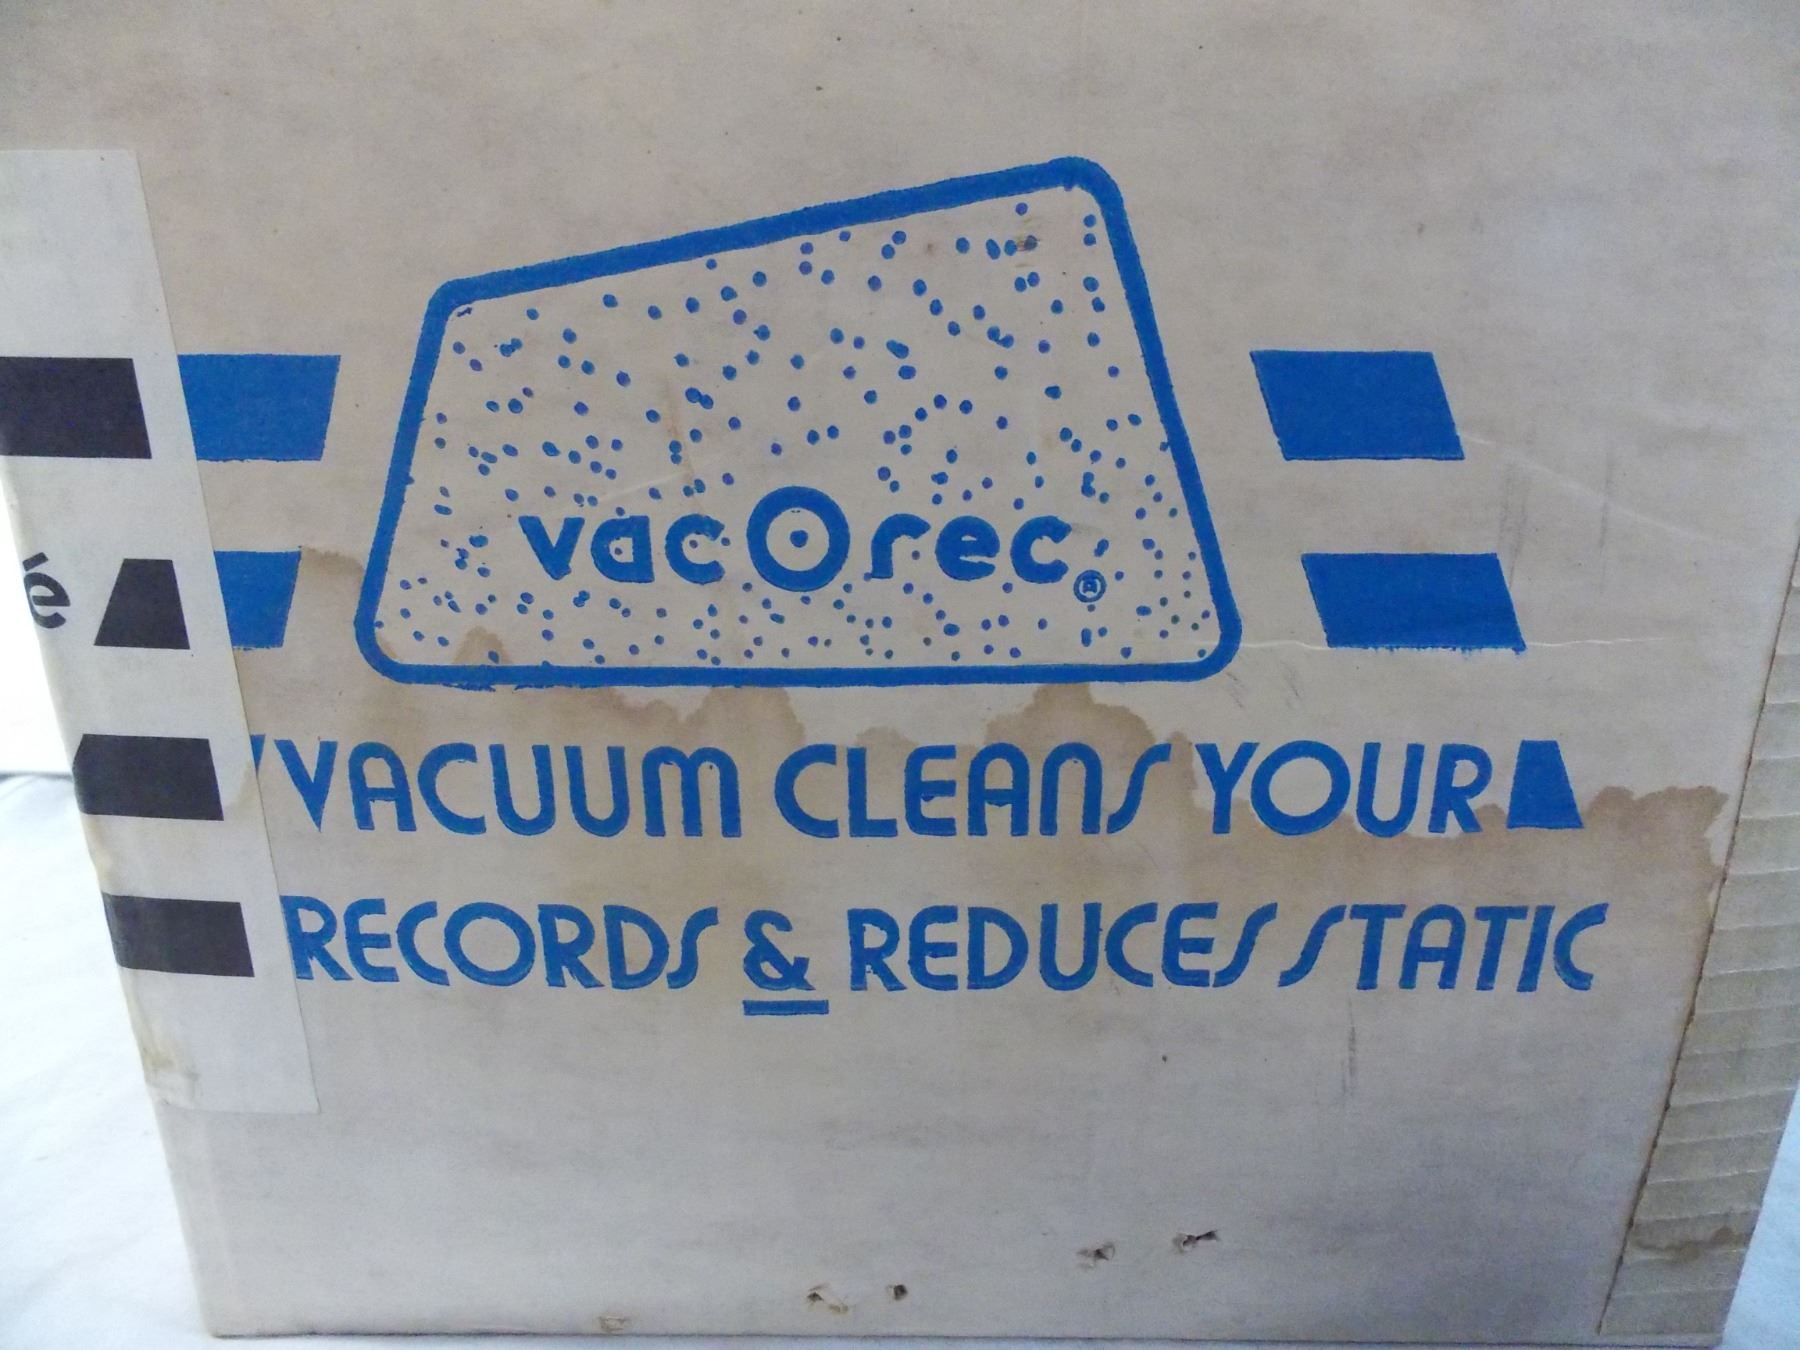 vacOrec®
VACUUM CLEANS YOUR
RECORDS & REDUCES STATIC
é